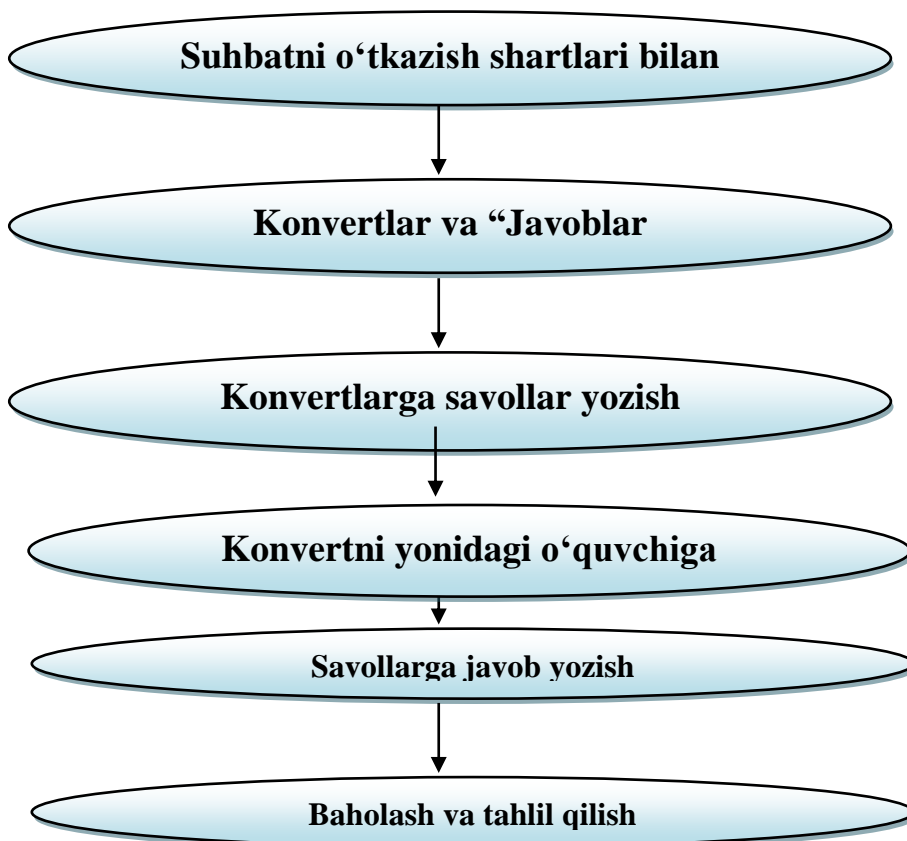 Suhbatni o‘tkazish shartlari bilan
Konvertlar va “Javoblar
Konvertlarga savollar yozish
Konvertni yonidagi o‘quvchiga
Savollarga javob yozish
Baholash va tahlil qilish